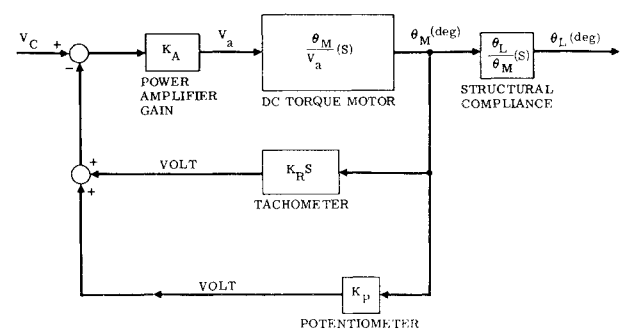 V_C + −
K_A
POWER
AMPLIFIER
GAIN
V_a
θ_M/V_a (S)
DC TORQUE MOTOR
θ_M (deg)
θ_L/θ_M (S)
STRUCTURAL
COMPLIANCE
θ_L (deg)
+ +
VOLT
K_R S
TACHOMETER
VOLT
K_P
POTENTIOMETER